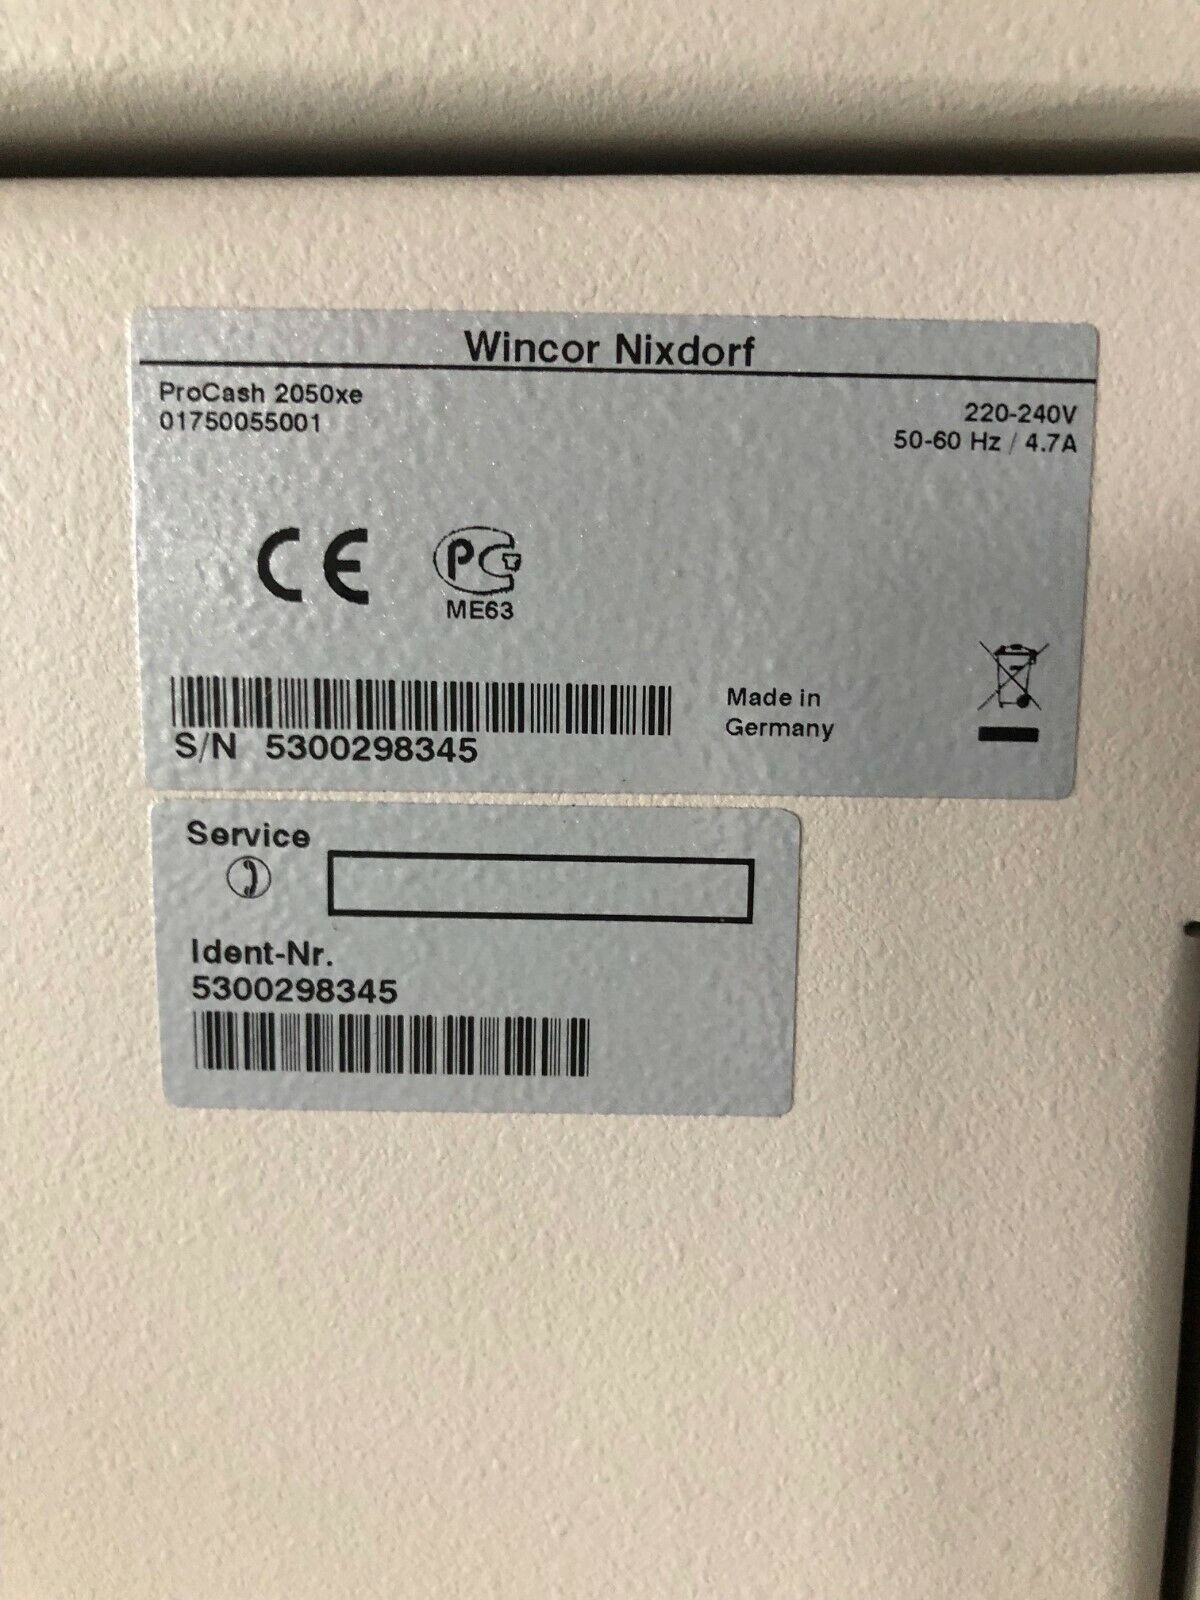 Wincor Nixdorf
ProCash 2050xe
01750055001
220-240V
50-60 Hz / 4.7A
CE
PCT
ME63
S/N 5300298345
Made in
Germany
Service
Ident-Nr.
5300298345